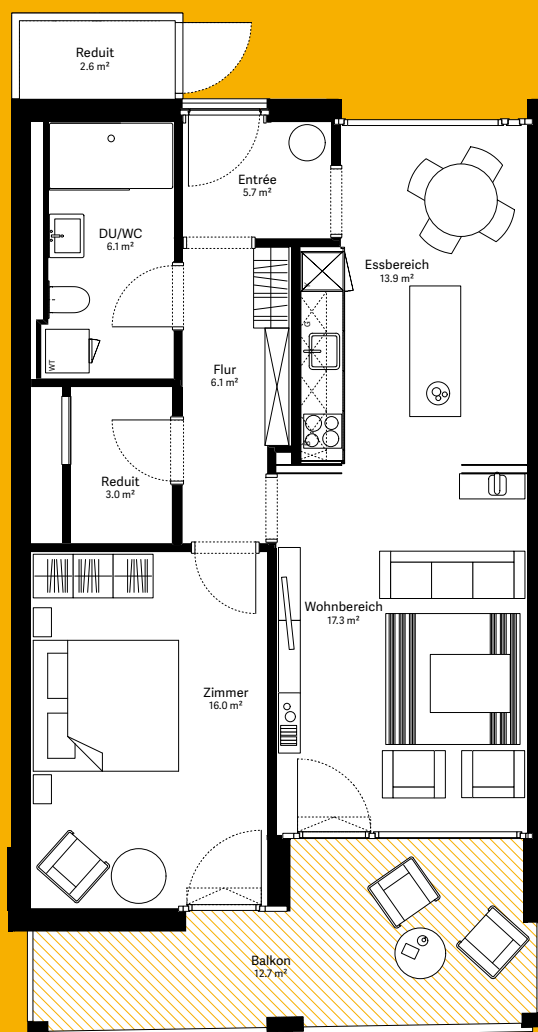 Reduit
2.6 m²
Entrée
5.7 m²
DU/WC
6.1 m²
Essbereich
13.9 m²
G
Flur
6.1 m²
WT
Reduit
3.0 m²
Wohnbereich
17.3 m²
Zimmer
16.0 m²
Balkon
12.7 m²